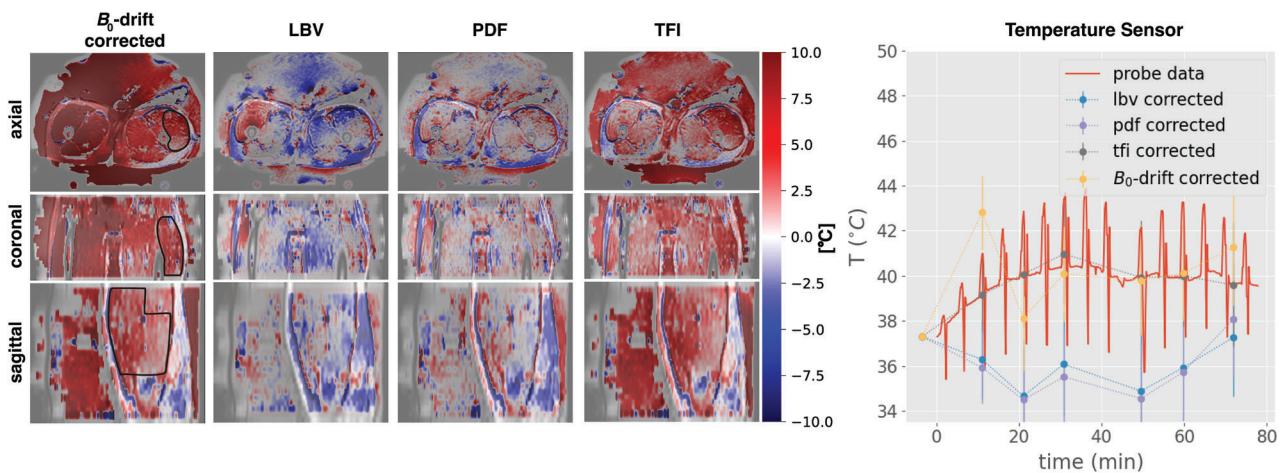 B₀-drift
corrected
LBV
PDF
TFI
Temperature Sensor
axial
coronal
sagittal
10.0
7.5
5.0
2.5
0.0
−2.5
−5.0
−7.5
−10.0
[°C]
T (°C)
50
48
46
44
42
40
38
36
34
probe data
lbv corrected
pdf corrected
tfi corrected
B₀-drift corrected
0
20
40
60
80
time (min)